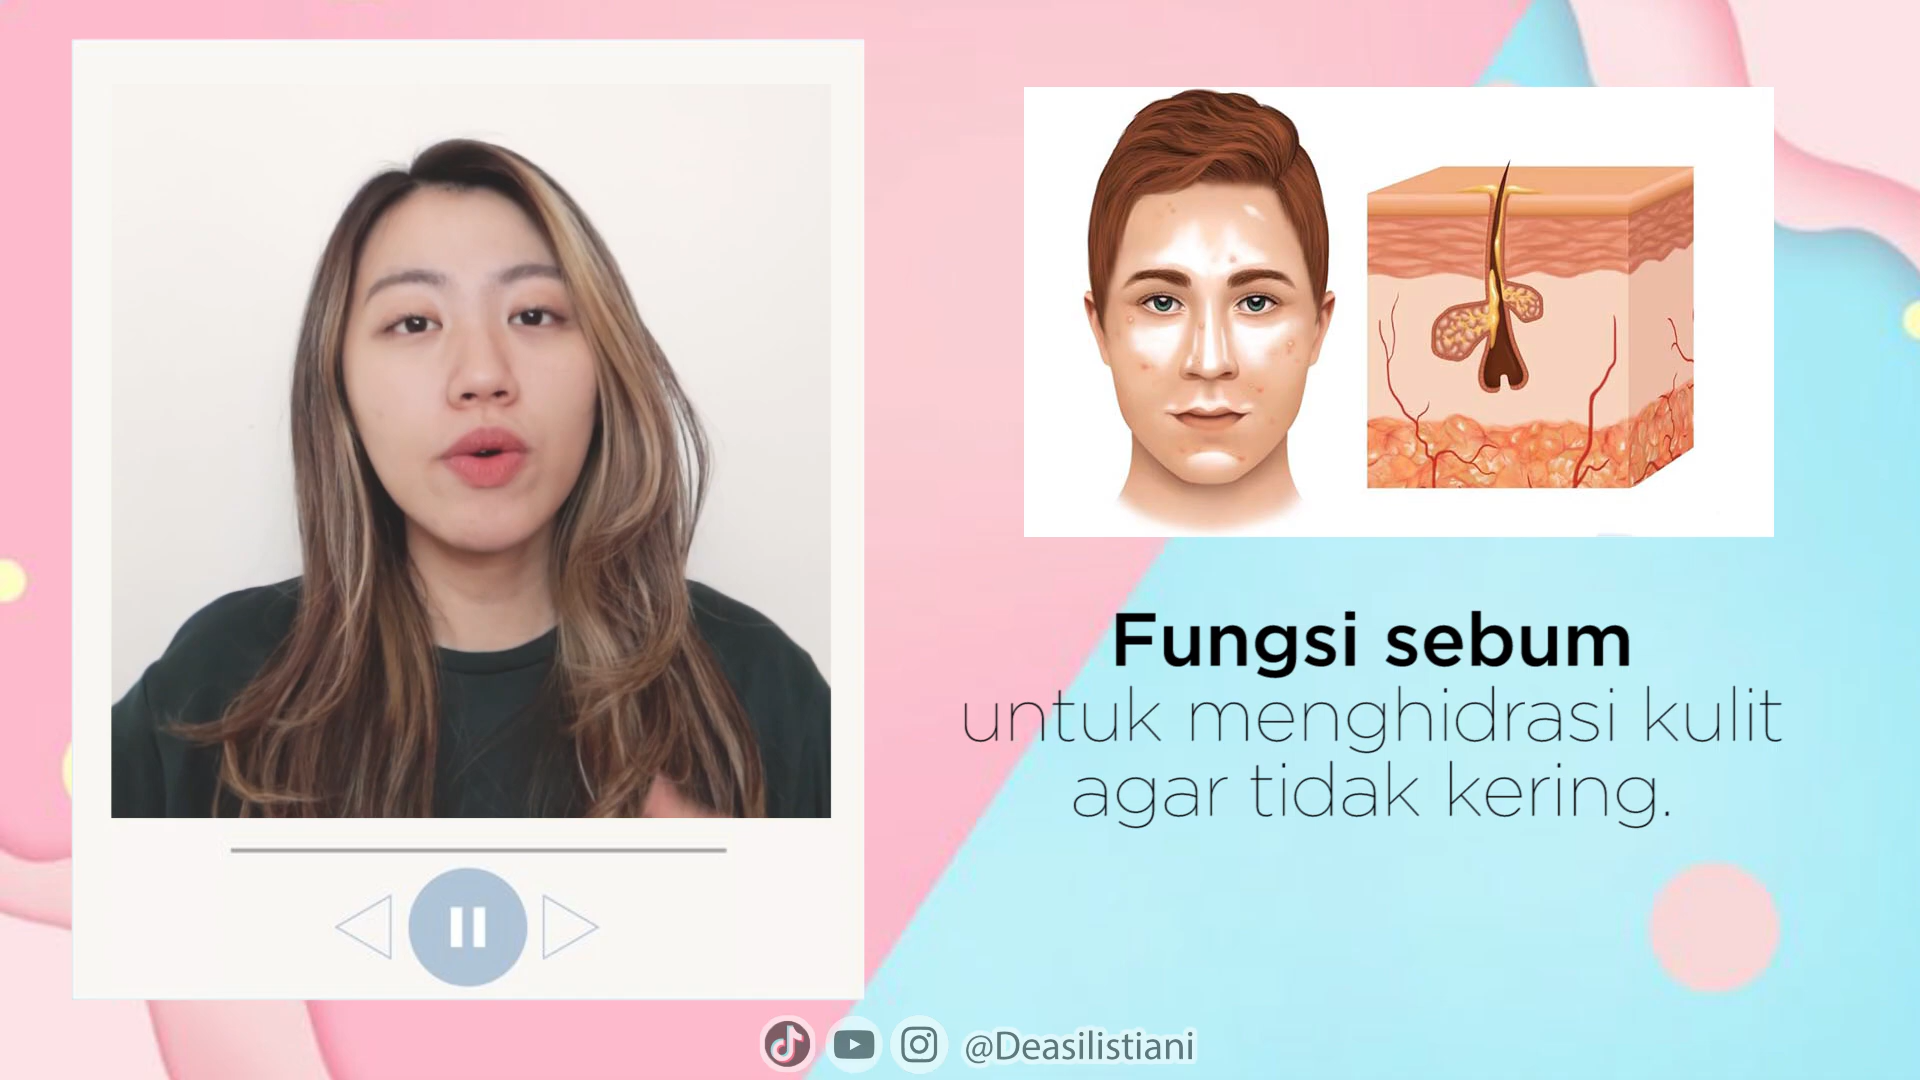 Fungsi sebum
untuk menghidrasi kulit
agar tidak kering.
@Deasilistiani